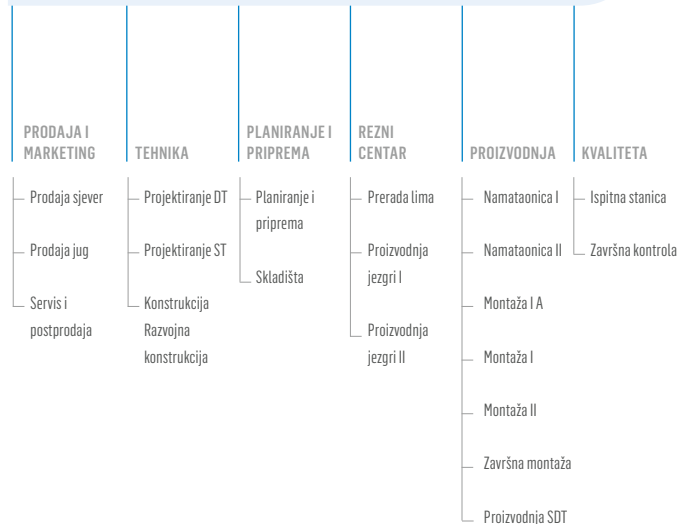 PRODAJA I
MARKETING
Prodaja sjever
Prodaja jug
Servis i
postprodaja
TEHNIKA
Projektiranje DT
Projektiranje ST
Konstrukcija
Razvojna
konstrukcija
PLANIRANJE I
PRIPREMA
Planiranje i
priprema
Skladišta
REZNI
CENTAR
Prerada lima
Proizvodnja
jezgri I
Proizvodnja
jezgri II
PROIZVODNJA
Namataonica I
Namataonica II
Montaža I A
Montaža I
Montaža II
Završna montaža
Proizvodnja SDT
KVALITETA
Ispitna stanica
Završna kontrola